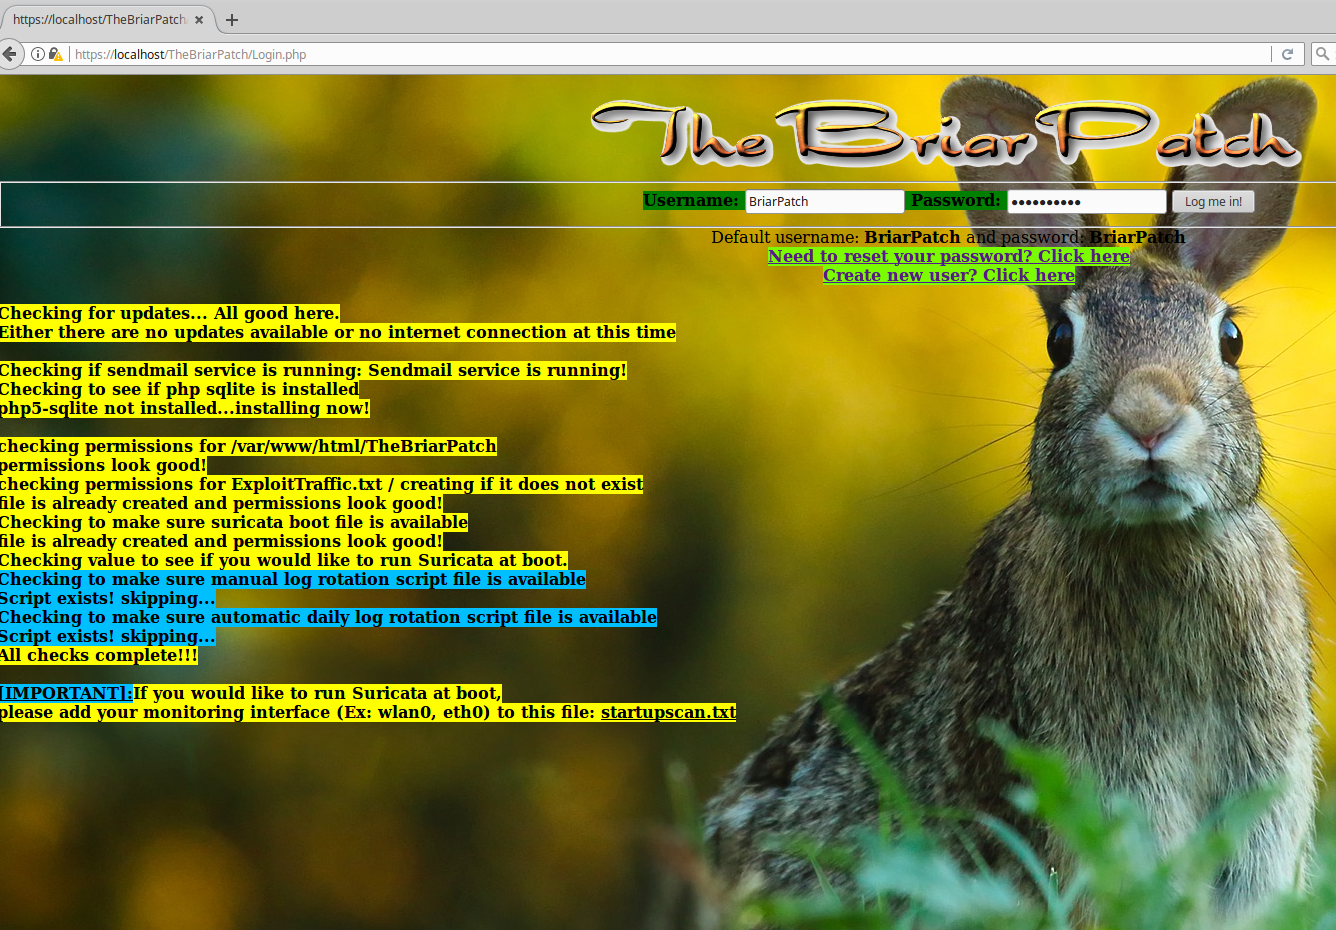 https://localhost/TheBriarPatch
https://localhost/TheBriarPatch/Login.php
The Briar Patch
Username: BriarPatch Password: •••••••••• Log me in!
Default username: BriarPatch and password: BriarPatch
Need to reset your password? Click here
Create new user? Click here
Checking for updates... All good here.
Either there are no updates available or no internet connection at this time
Checking if sendmail service is running: Sendmail service is running!
Checking to see if php sqlite is installed
php5-sqlite not installed...installing now!
checking permissions for /var/www/html/TheBriarPatch
permissions look good!
checking permissions for ExploitTraffic.txt / creating if it does not exist
file is already created and permissions look good!
Checking to make sure suricata boot file is available
file is already created and permissions look good!
Checking value to see if you would like to run Suricata at boot.
Checking to make sure manual log rotation script file is available
Script exists! skipping...
Checking to make sure automatic daily log rotation script file is available
Script exists! skipping...
All checks complete!!!
[IMPORTANT]:If you would like to run Suricata at boot,
please add your monitoring interface (Ex: wlan0, eth0) to this file: startupscan.txt